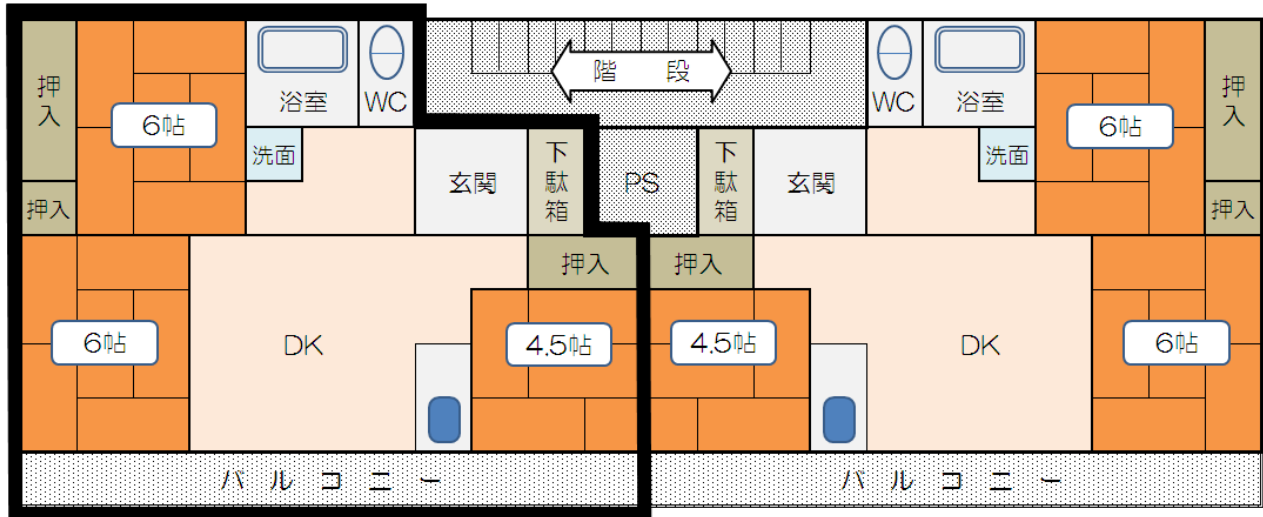 階 段
押入
6帖
浴室
WC
洗面
玄関
下駄箱
PS
下駄箱
玄関
WC
浴室
洗面
6帖
押入
押入
押入
押入
押入
6帖
DK
4.5帖
4.5帖
DK
6帖
バルコニー
バルコニー